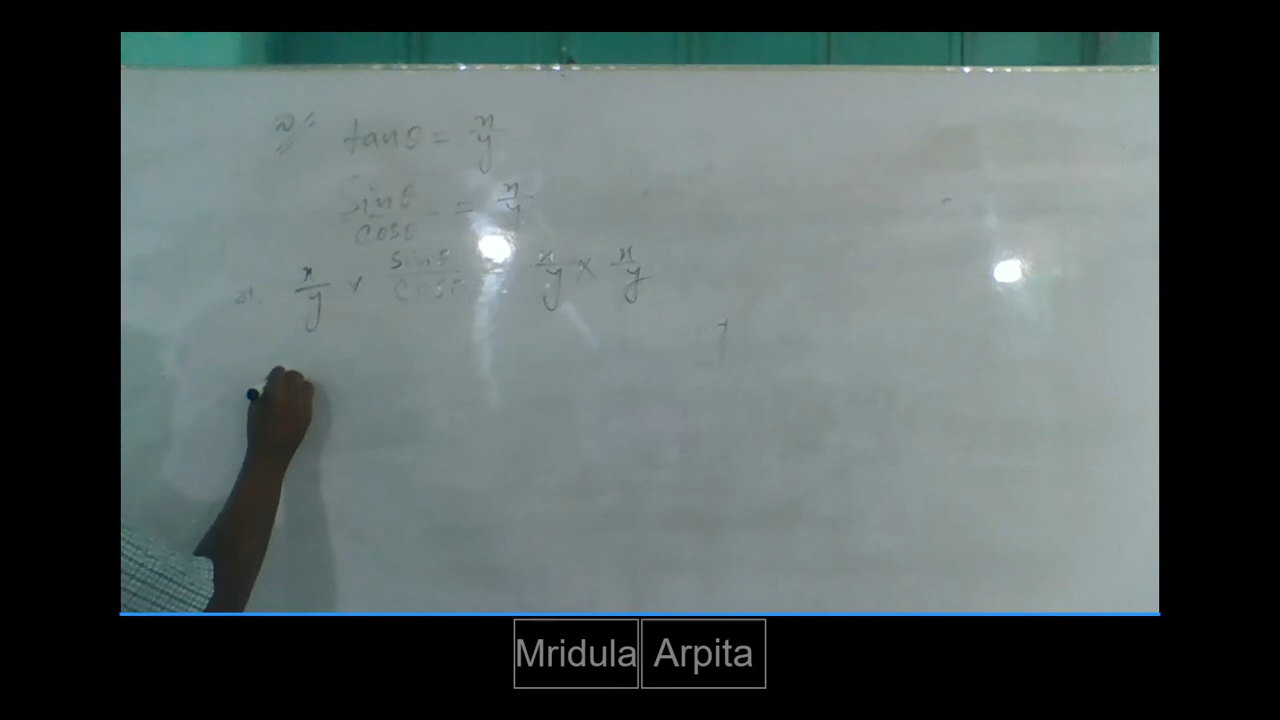 tanθ = x/y
sinθ/cosθ = x/y
x/y × sinθ/cosθ = x/y × x/y
Mridula
Arpita